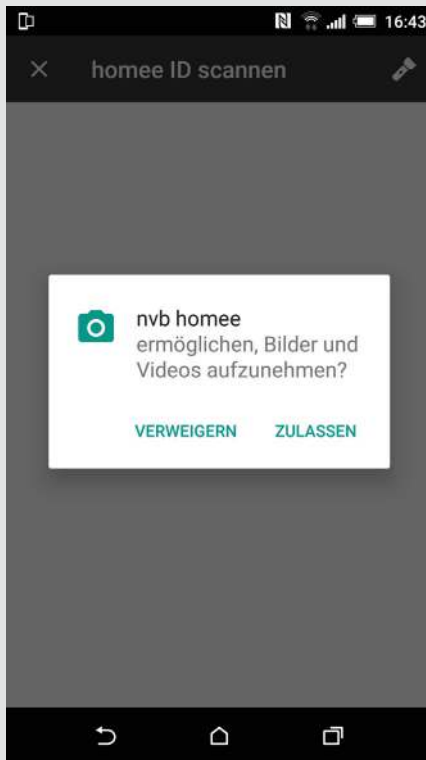 16:43
homee ID scannen
nvb homee
ermöglichen, Bilder und
Videos aufzunehmen?
VERWEIGERN ZULASSEN